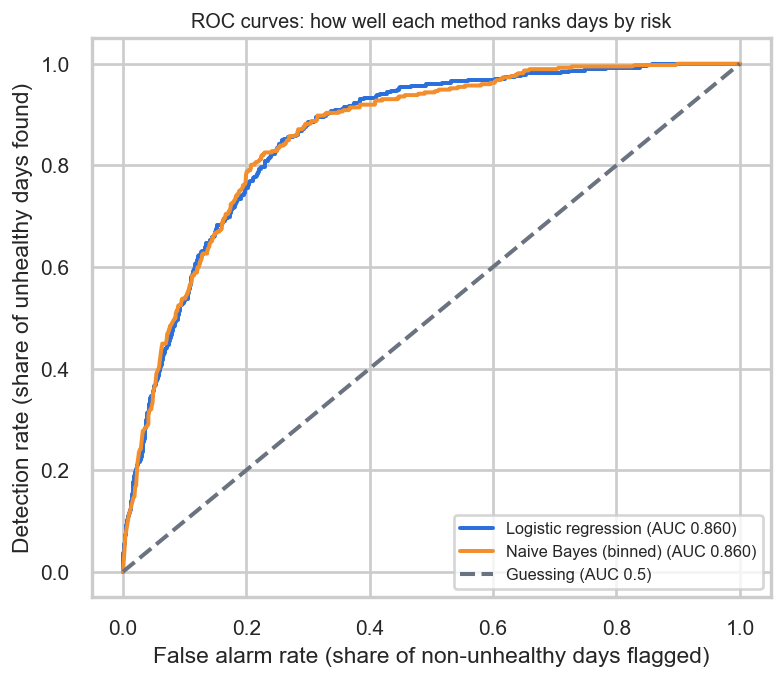 ROC curves: how well each method ranks days by risk
Detection rate (share of unhealthy days found)
1.0
0.8
0.6
0.4
0.2
0.0
Logistic regression (AUC 0.860)
Naive Bayes (binned) (AUC 0.860)
Guessing (AUC 0.5)
0.0 0.2 0.4 0.6 0.8 1.0
False alarm rate (share of non-unhealthy days flagged)